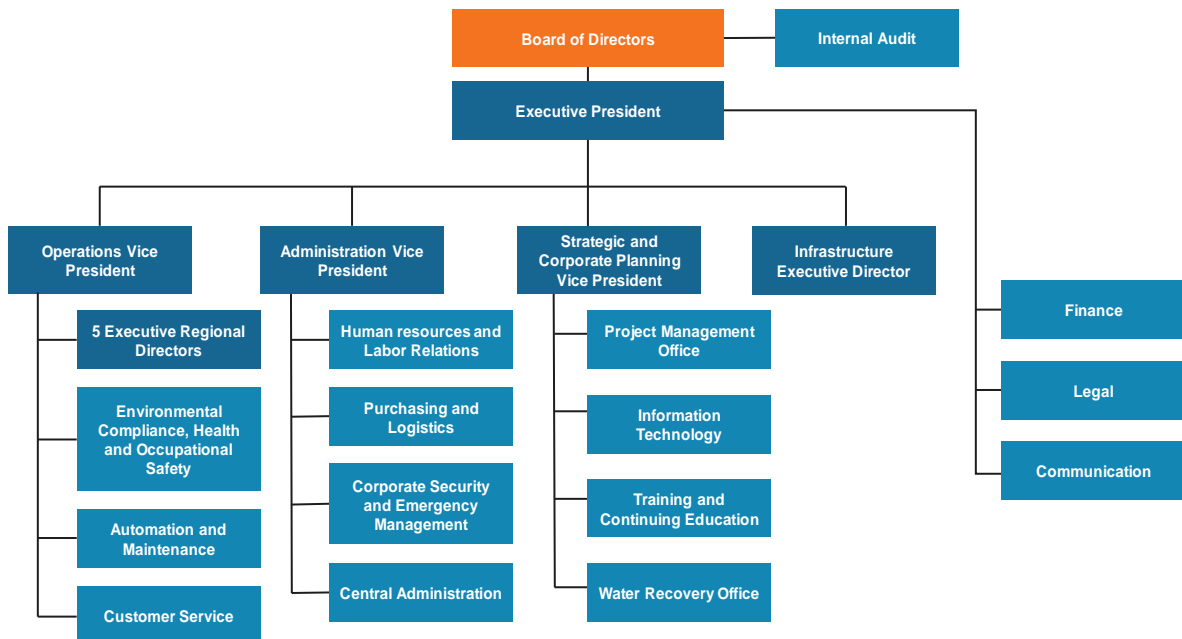 Board of Directors
Internal Audit
Executive President
Operations Vice
President
Administration Vice
President
Strategic and
Corporate Planning
Vice President
Infrastructure
Executive Director
5 Executive Regional
Directors
Environmental
Compliance, Health
and Occupational
Safety
Automation and
Maintenance
Customer Service
Human resources and
Labor Relations
Purchasing and
Logistics
Corporate Security
and Emergency
Management
Central Administration
Project Management
Office
Information
Technology
Training and
Continuing Education
Water Recovery Office
Finance
Legal
Communication